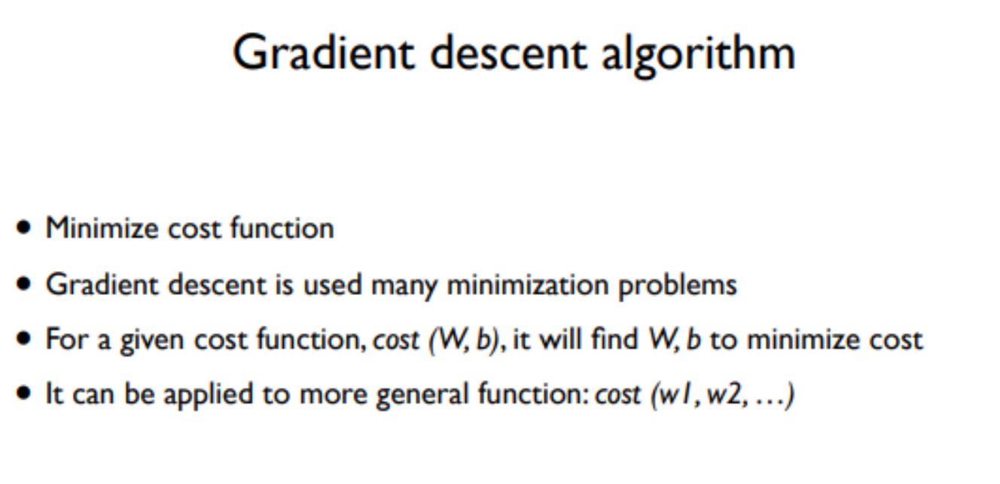 Gradient descent algorithm
• Minimize cost function
• Gradient descent is used many minimization problems
• For a given cost function, cost (W, b), it will find W, b to minimize cost
• It can be applied to more general function: cost (w1, w2, …)